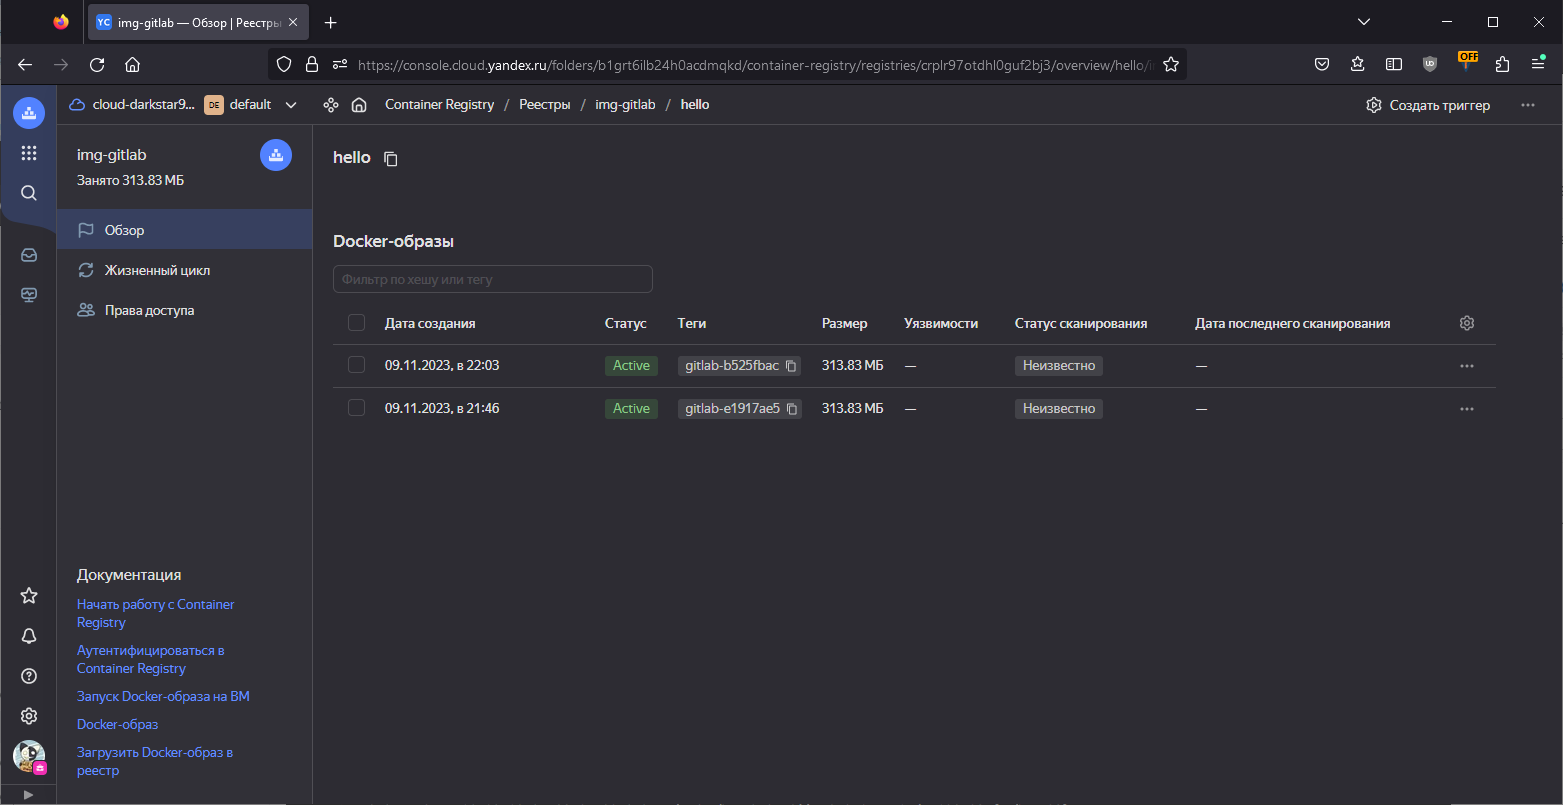 YC img-gitlab — Обзор | Реестры
https://console.cloud.yandex.ru/folders/b1grt6ilb24h0acdmqkd/container-registry/registries/crplr97otdhl0guf2bj3/overview/hello/
OFF
cloud-darkstar9... DE default Container Registry / Реестры / img-gitlab / hello Создать триггер
img-gitlab
Занято 313.83 МБ
Обзор
Жизненный цикл
Права доступа
hello
Docker-образы
Фильтр по хешу или тегу
Дата создания Статус Теги Размер Уязвимости Статус сканирования Дата последнего сканирования
09.11.2023, в 22:03 Active gitlab-b525fbac 313.83 МБ — Неизвестно —
09.11.2023, в 21:46 Active gitlab-e1917ae5 313.83 МБ — Неизвестно —
Документация
Начать работу с Container
Registry
Аутентифицироваться в
Container Registry
Запуск Docker-образа на ВМ
Docker-образ
Загрузить Docker-образ в
реестр